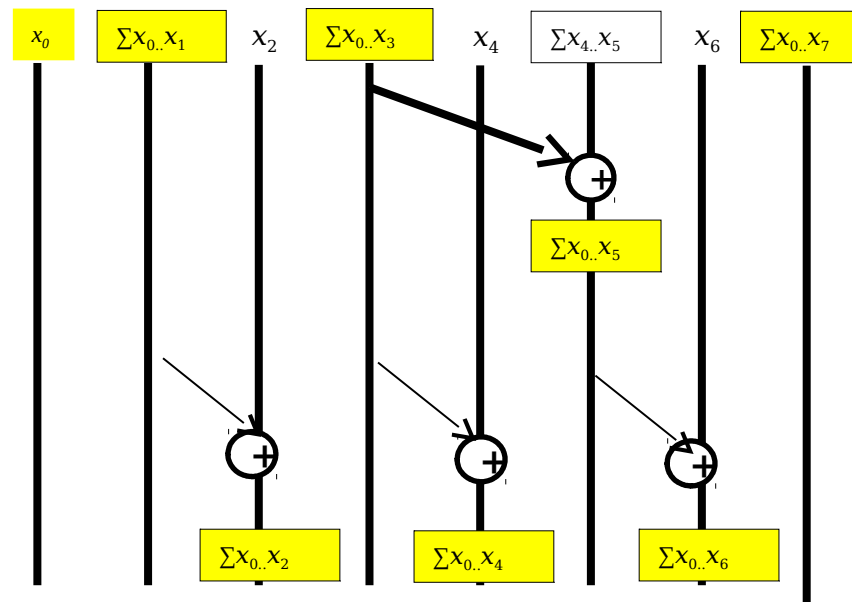 x₀ ∑x₀..x₁ x₂ ∑x₀..x₃ x₄ ∑x₄..x₅ x₆ ∑x₀..x₇
+
∑x₀..x₅
+ + +
∑x₀..x₂ ∑x₀..x₄ ∑x₀..x₆